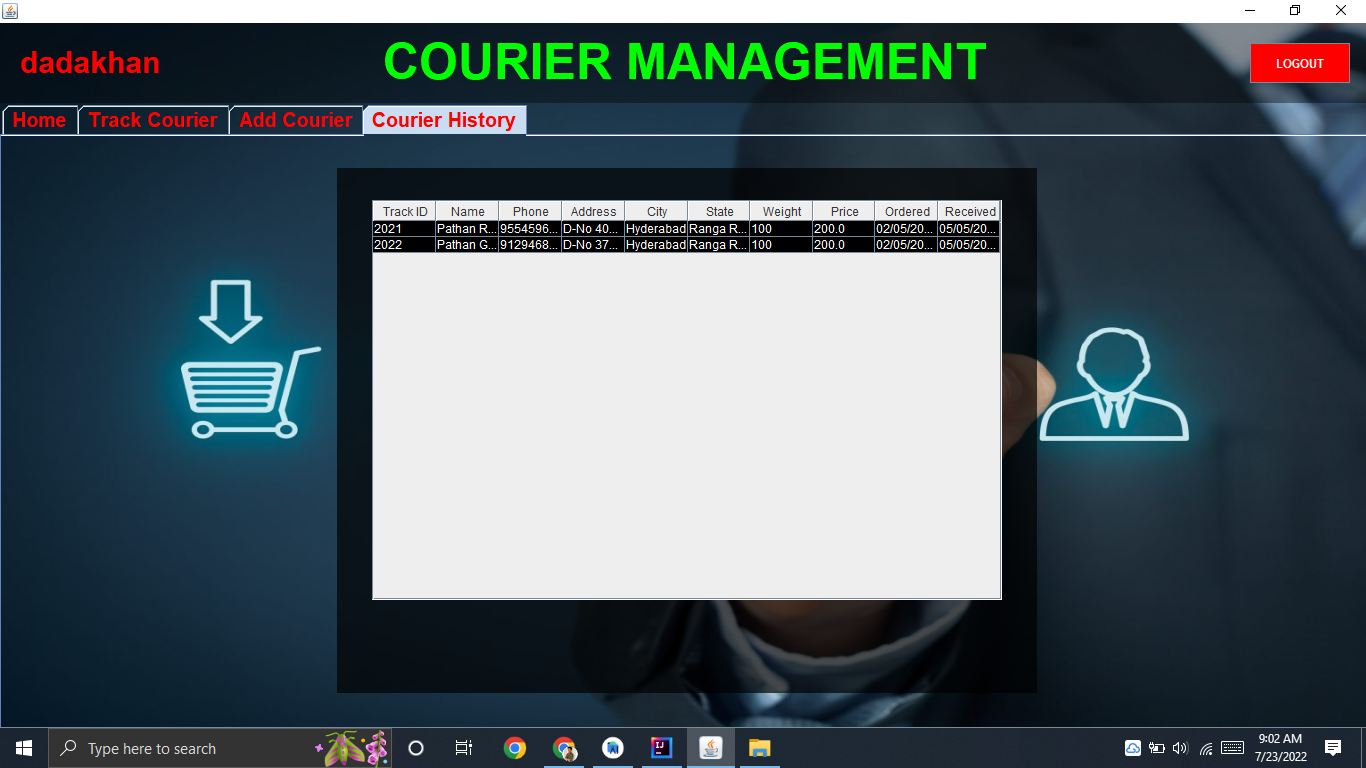 dadakhan
COURIER MANAGEMENT
LOGOUT
Home Track Courier Add Courier Courier History
Track ID Name Phone Address City State Weight Price Ordered Received
2021 Pathan R... 9554596... D-No 40... Hyderabad Ranga R... 100 200.0 02/05/20... 05/05/20...
2022 Pathan G... 9129468... D-No 37... Hyderabad Ranga R... 100 200.0 02/05/20... 05/05/20...
Type here to search
9:02 AM
7/23/2022